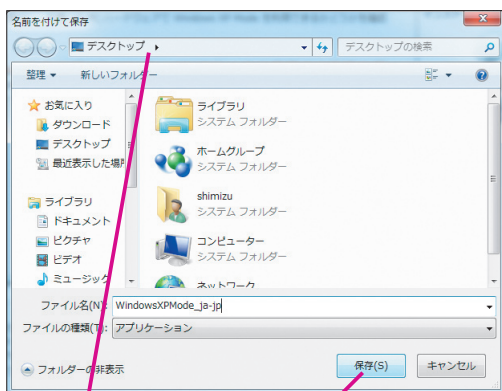 名前を付けて保存
デスクトップ
デスクトップの検索
整理
新しいフォルダー
お気に入り
ダウンロード
デスクトップ
最近表示した場所
ライブラリ
ドキュメント
ピクチャ
ビデオ
ミュージック
ライブラリ
システム フォルダー
ホームグループ
システム フォルダー
shimizu
システム フォルダー
コンピューター
システム フォルダー
ネットワーク
ファイル名(N):
WindowsXPMode_ja-jp
ファイルの種類(T):
アプリケーション
フォルダーの非表示
保存(S)
キャンセル